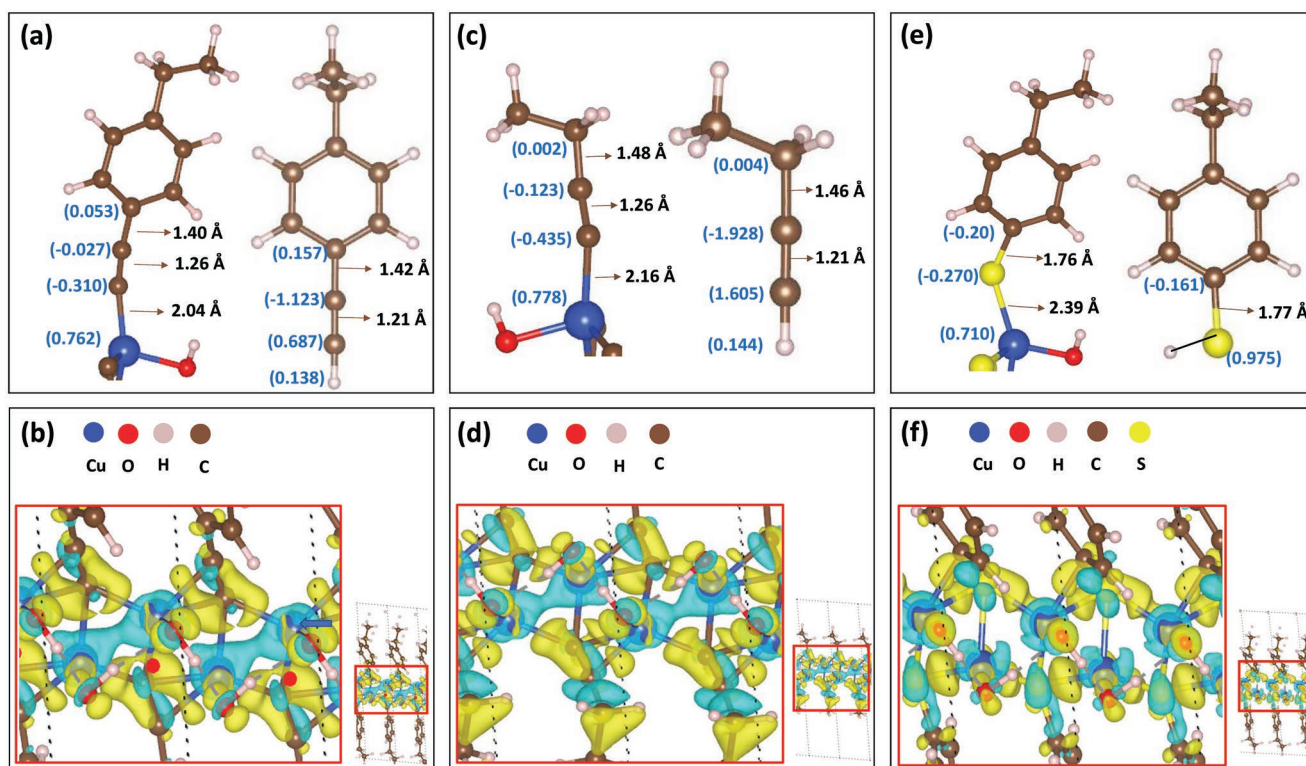 (a)
(0.053)
1.40 Å
(-0.027)
1.26 Å
(-0.310)
2.04 Å
(0.762)
(0.157)
1.42 Å
(-1.123)
1.21 Å
(0.687)
(0.138)
(c)
(0.002)
1.48 Å
(-0.123)
1.26 Å
(-0.435)
2.16 Å
(0.778)
(0.004)
1.46 Å
(-1.928)
1.21 Å
(1.605)
(0.144)
(e)
(-0.20)
1.76 Å
(-0.270)
2.39 Å
(0.710)
(-0.161)
1.77 Å
(0.975)
(b)
Cu O H C
(d)
Cu O H C
(f)
Cu O H C S